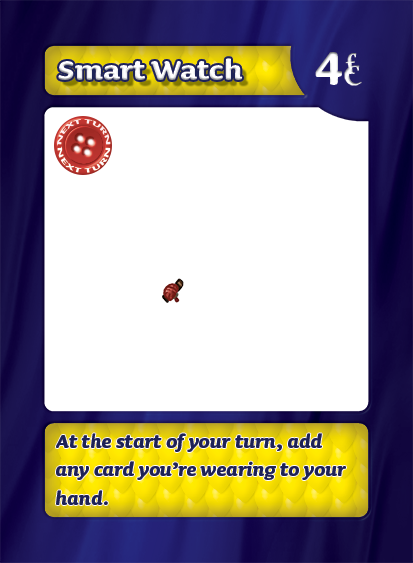 Smart Watch
4
NEXT TURN
NEXT TURN
At the start of your turn, add
any card you're wearing to your
hand.